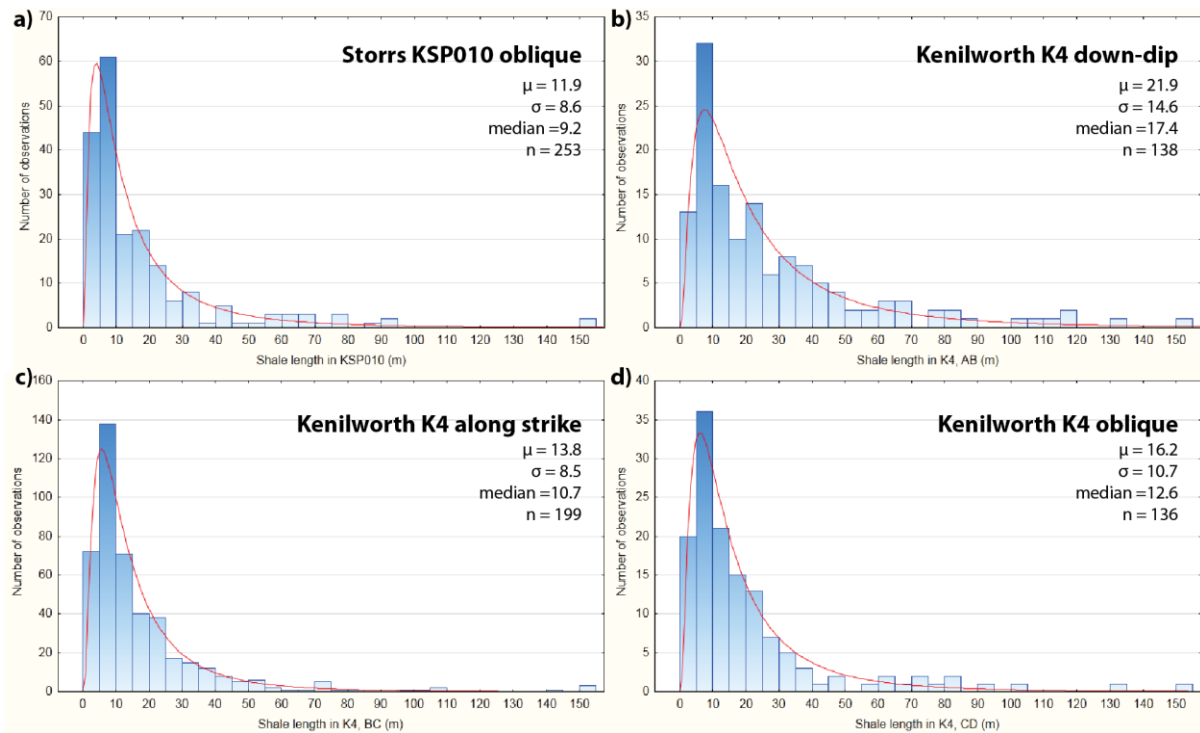 a)
Storrs KSP010 oblique
μ = 11.9
σ = 8.6
median =9.2
n = 253
Number of observations
70
60
50
40
30
20
10
0
0 10 20 30 40 50 60 70 80 90 100 110 120 130 140 150
Shale length in KSP010 (m)
b)
Kenilworth K4 down-dip
μ = 21.9
σ = 14.6
median =17.4
n = 138
Number of observations
35
30
25
20
15
10
5
0
0 10 20 30 40 50 60 70 80 90 100 110 120 130 140 150
Shale length in K4, AB (m)
c)
Kenilworth K4 along strike
μ = 13.8
σ = 8.5
median =10.7
n = 199
Number of observations
160
140
120
100
80
60
40
20
0
0 10 20 30 40 50 60 70 80 90 100 110 120 130 140 150
Shale length in K4, BC (m)
d)
Kenilworth K4 oblique
μ = 16.2
σ = 10.7
median =12.6
n = 136
Number of observations
40
35
30
25
20
15
10
5
0
0 10 20 30 40 50 60 70 80 90 100 110 120 130 140 150
Shale length in K4, CD (m)